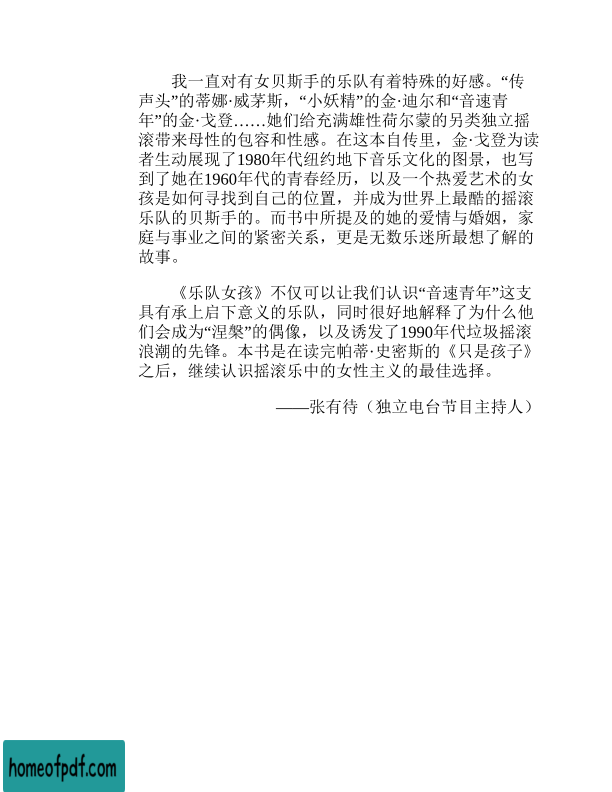 我一直对有女贝斯手的乐队有着特殊的好感。“传
声头”的蒂娜·威茅斯，“小妖精”的金·迪尔和“音速青
年”的金·戈登……她们给充满雄性荷尔蒙的另类独立摇
滚带来母性的包容和性感。在这本自传里，金·戈登为读
者生动展现了1980年代纽约地下音乐文化的图景，也写
到了她在1960年代的青春经历，以及一个热爱艺术的女
孩是如何寻找到自己的位置，并成为世界上最酷的摇滚
乐队的贝斯手的。而书中所提及的她的爱情与婚姻，家
庭与事业之间的紧密关系，更是无数乐迷所最想了解的
故事。
《乐队女孩》不仅可以让我们认识“音速青年”这支
具有承上启下意义的乐队，同时很好地解释了为什么他
们会成为“涅槃”的偶像，以及诱发了1990年代垃圾摇滚
浪潮的先锋。本书是在读完帕蒂·史密斯的《只是孩子》
之后，继续认识摇滚乐中的女性主义的最佳选择。
——张有待（独立电台节目主持人）
homeofpdf.com